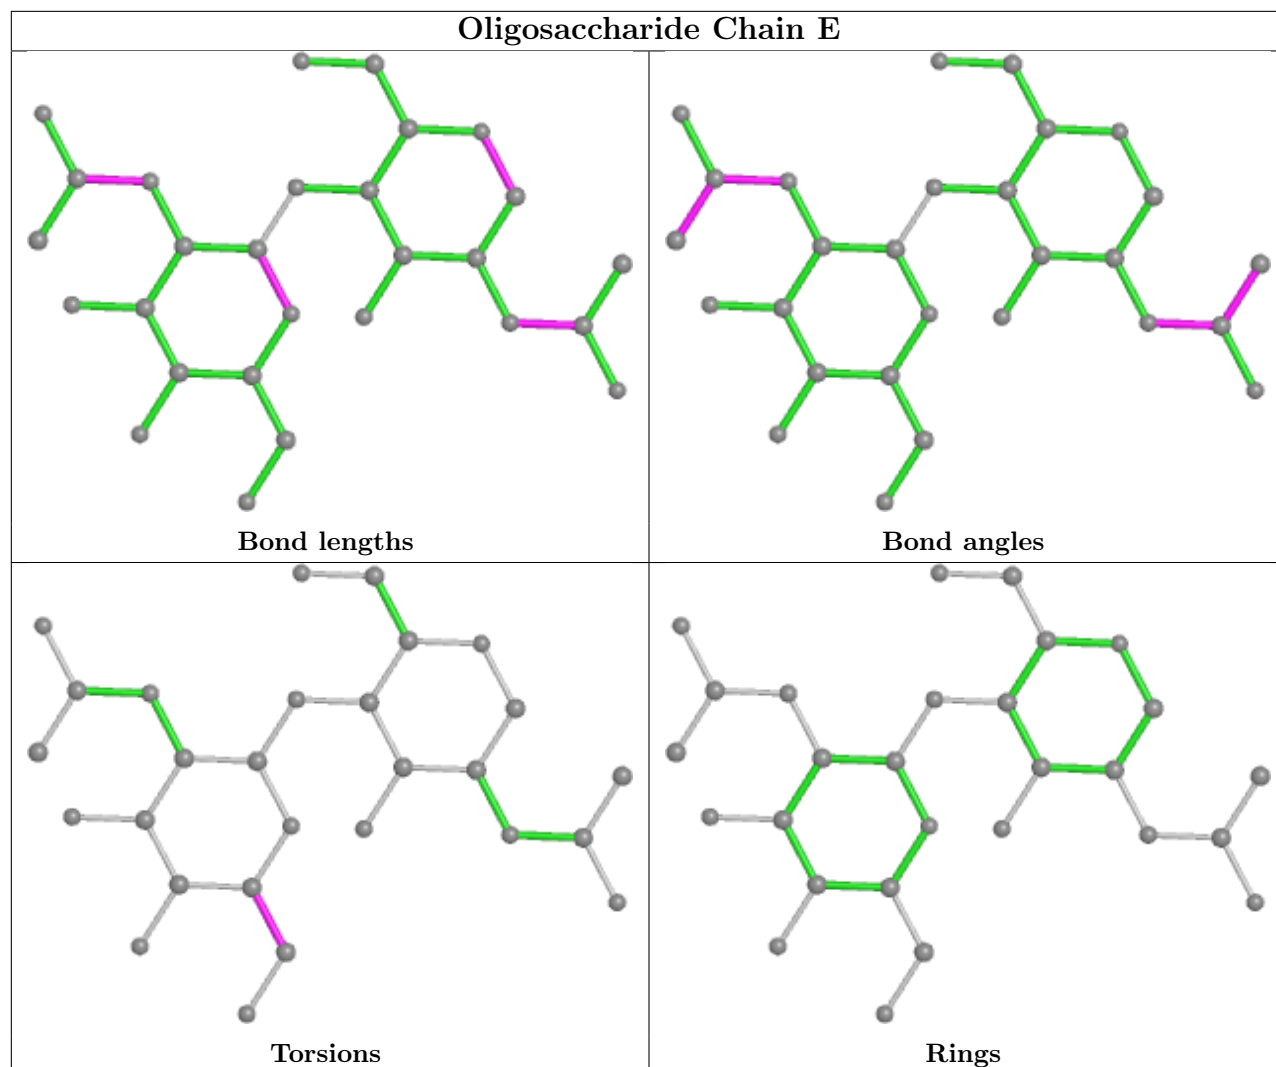 Oligosaccharide Chain E
Bond lengths
Bond angles
Torsions
Rings